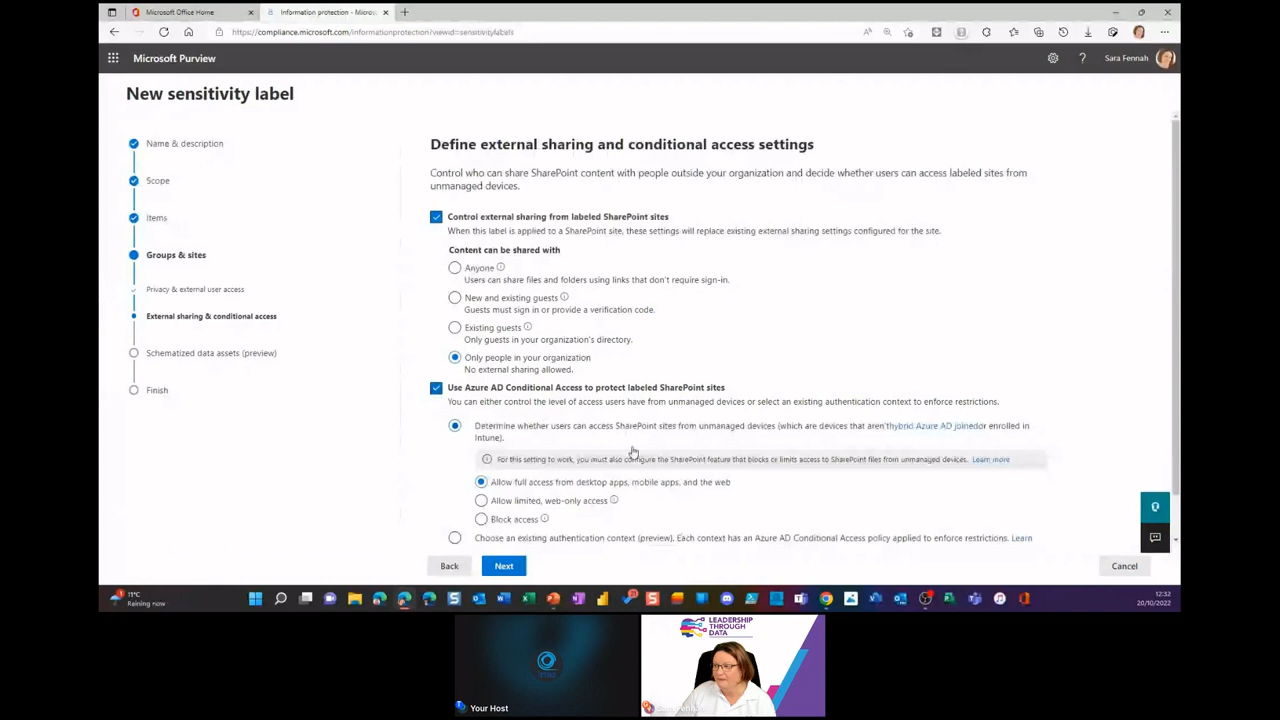 Microsoft Office Home
Information protection - Micros
https://compliance.microsoft.com/informationprotection?viewid=sensitivitylabels
Microsoft Purview
Sara Fennah
New sensitivity label
Name & description
Scope
Items
Groups & sites
Privacy & external user access
External sharing & conditional access
Schematized data assets (preview)
Finish
Define external sharing and conditional access settings
Control who can share SharePoint content with people outside your organization and decide whether users can access labeled sites from
unmanaged devices.
Control external sharing from labeled SharePoint sites
When this label is applied to a SharePoint site, these settings will replace existing external sharing settings configured for the site.
Content can be shared with
Anyone
Users can share files and folders using links that don't require sign-in.
New and existing guests
Guests must sign in or provide a verification code.
Existing guests
Only guests in your organization's directory.
Only people in your organization
No external sharing allowed.
Use Azure AD Conditional Access to protect labeled SharePoint sites
You can either control the level of access users have from unmanaged devices or select an existing authentication context to enforce restrictions.
Determine whether users can access SharePoint sites from unmanaged devices (which are devices that aren'thybrid Azure AD joinedor enrolled in
Intune).
For this setting to work, you must also configure the SharePoint feature that blocks or limits access to SharePoint files from unmanaged devices. Learn more
Allow full access from desktop apps, mobile apps, and the web
Allow limited, web-only access
Block access
Choose an existing authentication context (preview). Each context has an Azure AD Conditional Access policy applied to enforce restrictions. Learn
Back
Next
Cancel
11°C
Raining now
12:32
20/10/2022
LEADERSHIP
THROUGH
DATA
Your Host